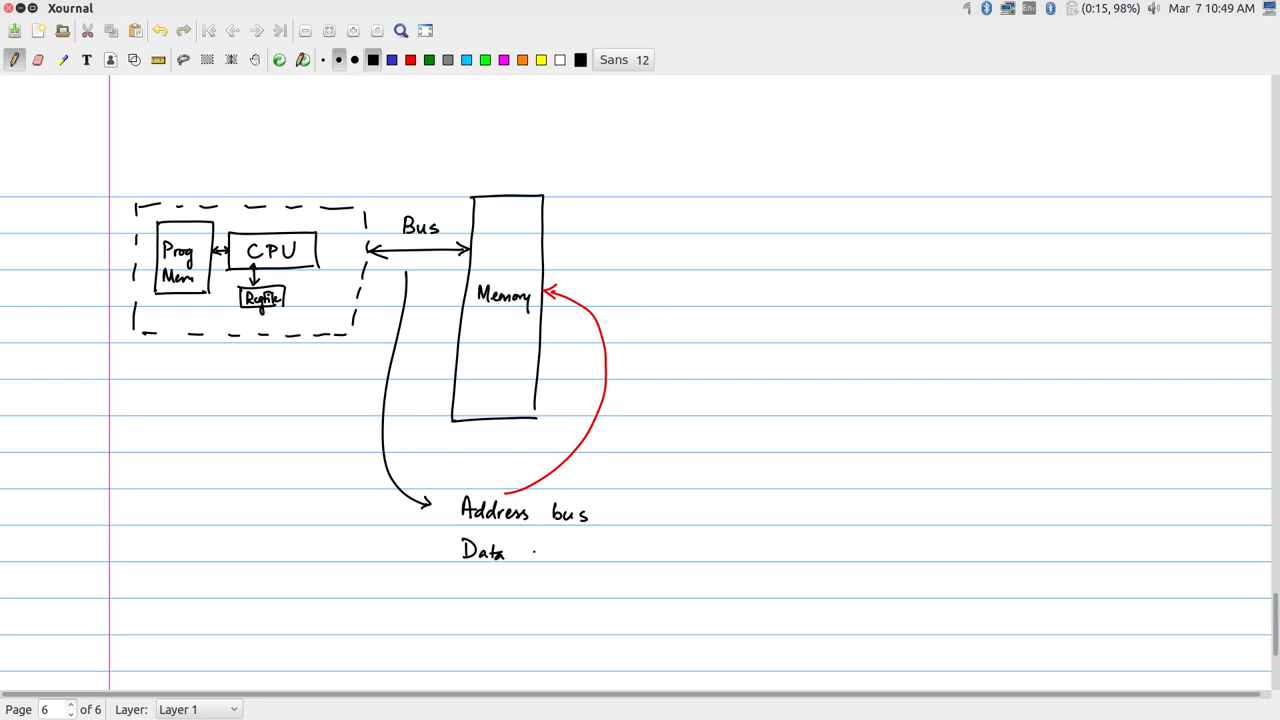 Xournal
En
(0:15, 98%)
Mar 7 10:49 AM
T
Sans 12
Bus
Prog
Mem
CPU
Regfile
Memory
Address bus
Data
Page 6 of 6 Layer: Layer 1